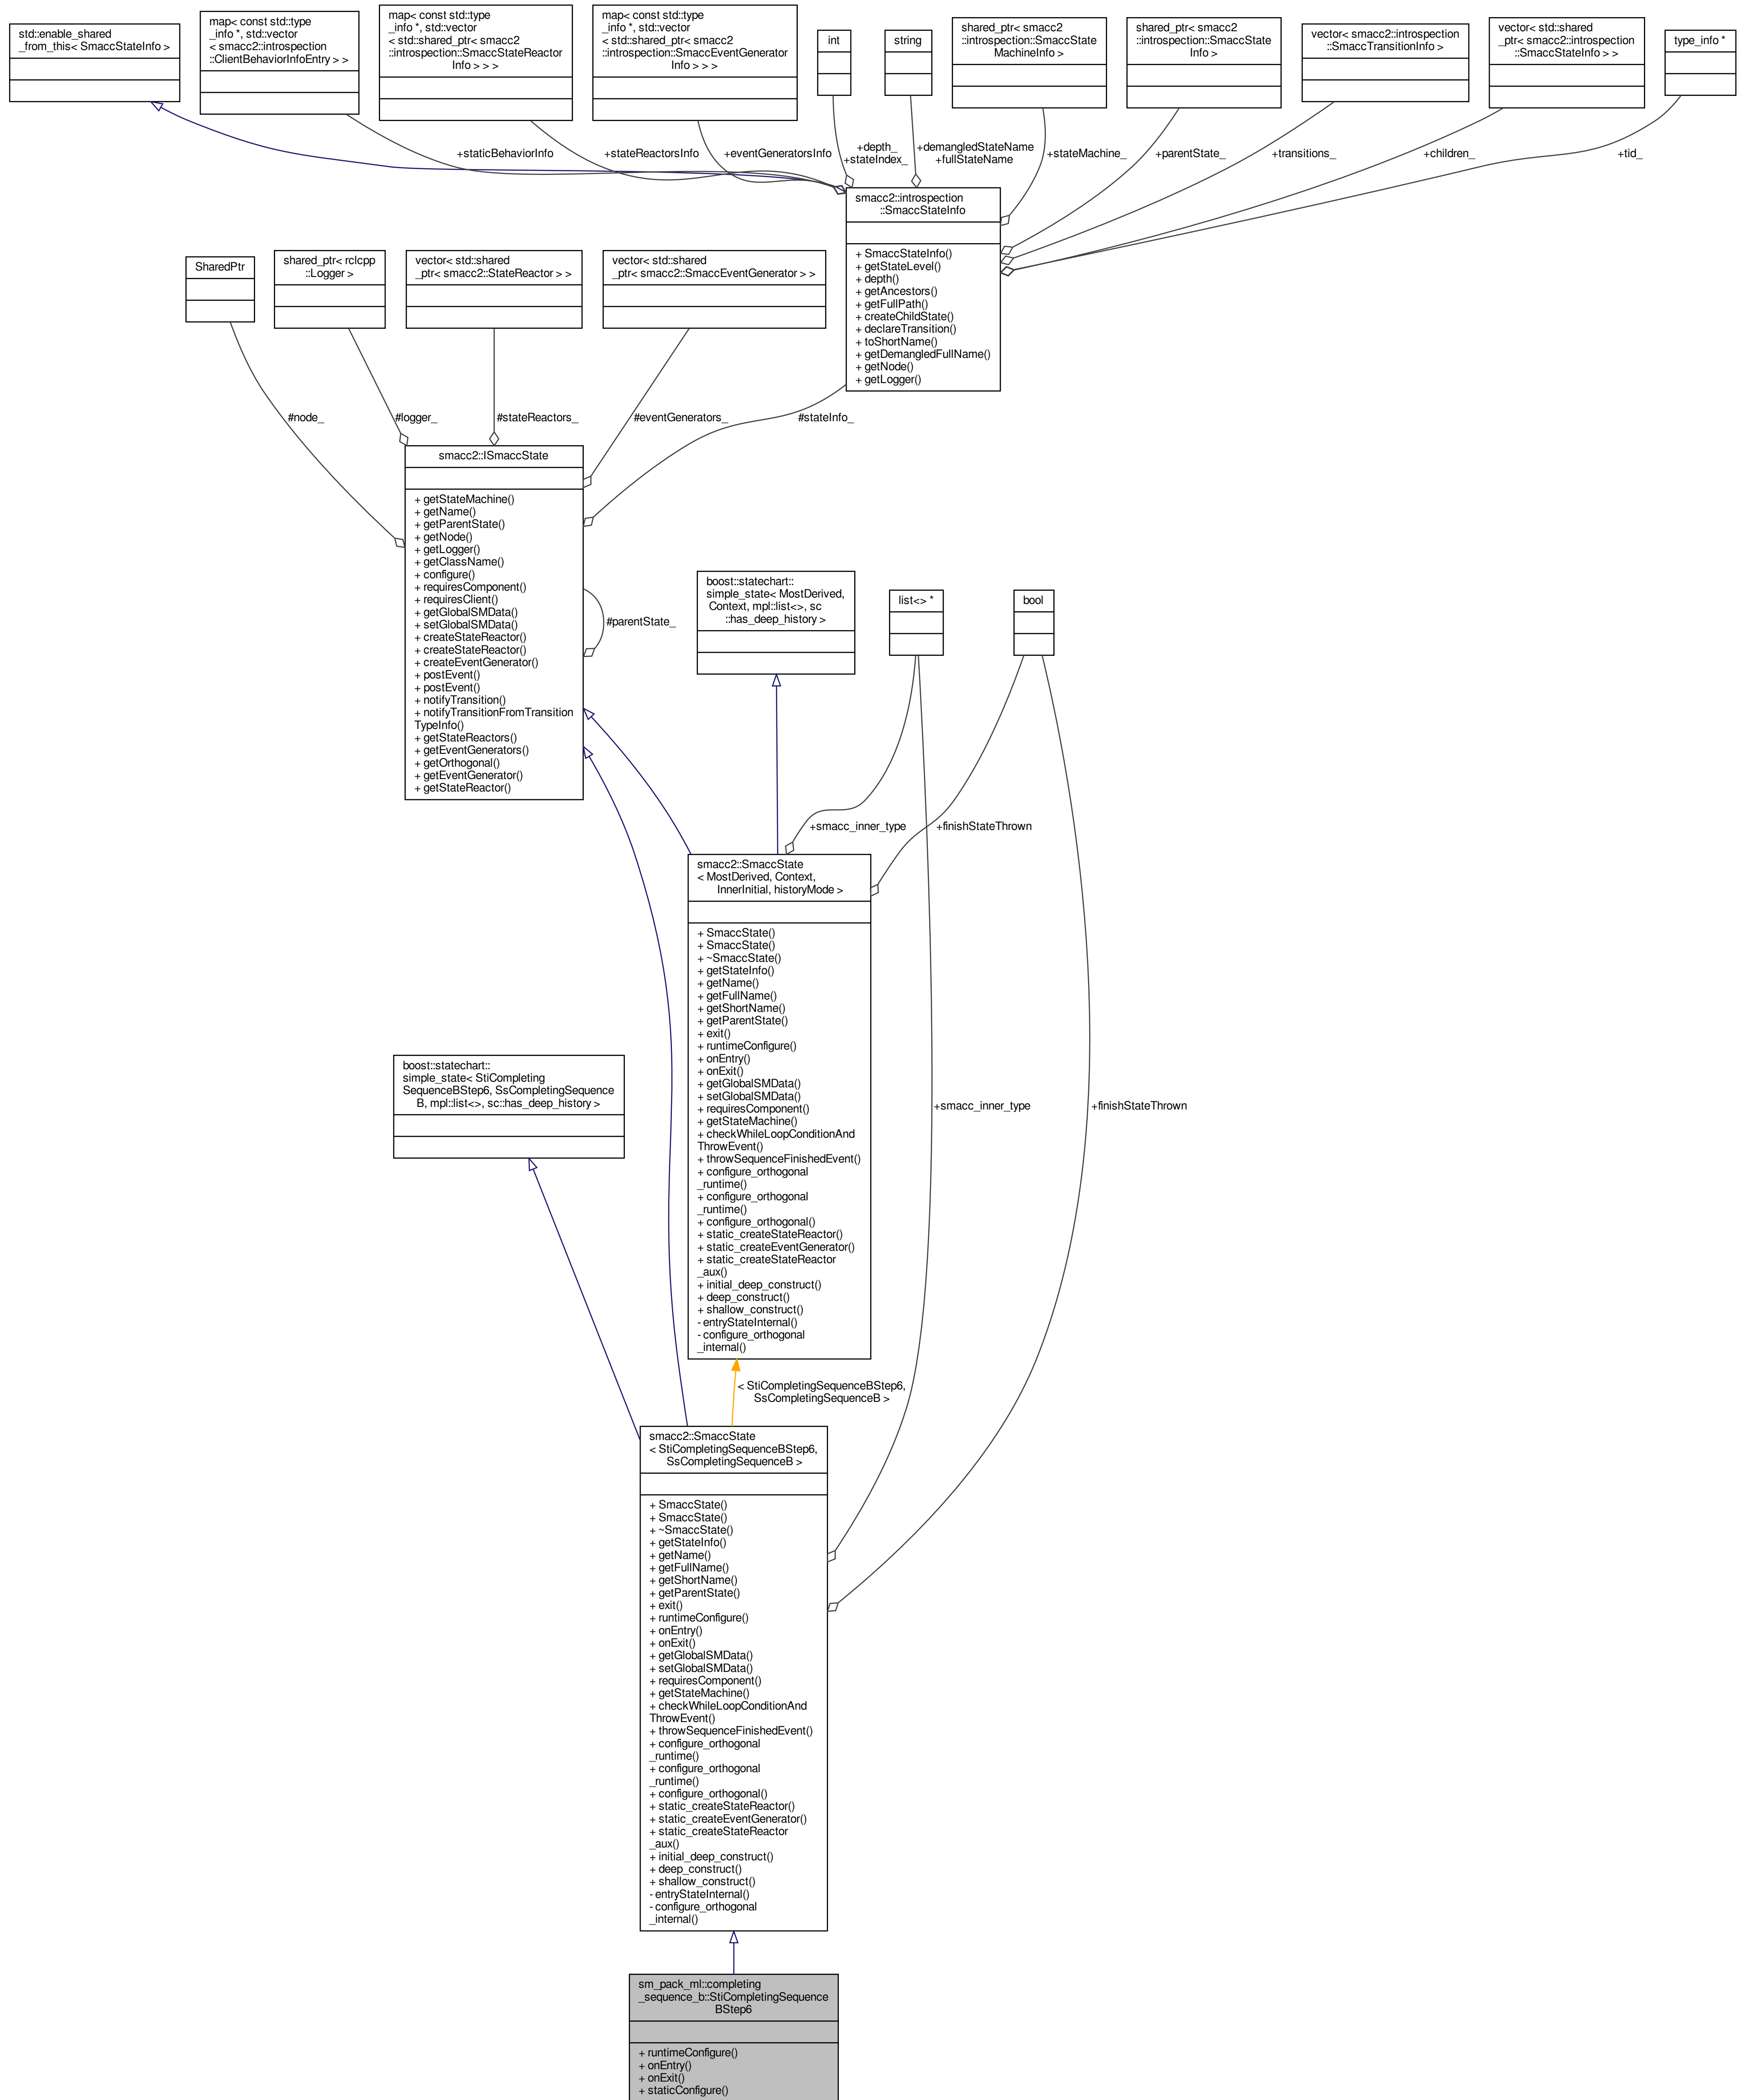 std::enable_shared
_from_this< SmaccStateInfo >
map< const std::type
_info *, std::vector
< smacc2::introspection
::ClientBehaviorInfoEntry > >
map< const std::type
_info *, std::vector
< std::shared_ptr< smacc2
::introspection::SmaccStateReactor
Info > > >
map< const std::type
_info *, std::vector
< std::shared_ptr< smacc2
::introspection::SmaccEventGenerator
Info > > >
int
string
shared_ptr< smacc2
::introspection::SmaccState
MachineInfo >
shared_ptr< smacc2
::introspection::SmaccState
Info >
vector< smacc2::introspection
::SmaccTransitionInfo >
vector< std::shared
_ptr< smacc2::introspection
::SmaccStateInfo > >
type_info *
+staticBehaviorInfo
+stateReactorsInfo
+eventGeneratorsInfo
+depth_
+stateIndex_
+demangledStateName
+fullStateName
+stateMachine_
+parentState_
+transitions_
+children_
+tid_
smacc2::introspection
::SmaccStateInfo
+ SmaccStateInfo()
+ getStateLevel()
+ depth()
+ getAncestors()
+ getFullPath()
+ createChildState()
+ declareTransition()
+ toShortName()
+ getDemangledFullName()
+ getNode()
+ getLogger()
SharedPtr
shared_ptr< rclcpp
::Logger >
vector< std::shared
_ptr< smacc2::StateReactor > >
vector< std::shared
_ptr< smacc2::SmaccEventGenerator > >
#node_
#logger_
#stateReactors_
#eventGenerators_
#stateInfo_
smacc2::ISmaccState
+ getStateMachine()
+ getName()
+ getParentState()
+ getNode()
+ getLogger()
+ getClassName()
+ configure()
+ requiresComponent()
+ requiresClient()
+ getGlobalSMData()
+ setGlobalSMData()
+ createStateReactor()
+ createStateReactor()
+ createEventGenerator()
+ postEvent()
+ postEvent()
+ notifyTransition()
+ notifyTransitionFromTransition
TypeInfo()
+ getStateReactors()
+ getEventGenerators()
+ getOrthogonal()
+ getEventGenerator()
+ getStateReactor()
#parentState_
boost::statechart::
simple_state< MostDerived,
Context, mpl::list<>, sc
::has_deep_history >
list<> *
bool
+smacc_inner_type
+finishStateThrown
smacc2::SmaccState
< MostDerived, Context,
InnerInitial, historyMode >
+ SmaccState()
+ SmaccState()
+ ~SmaccState()
+ getStateInfo()
+ getName()
+ getFullName()
+ getShortName()
+ getParentState()
+ exit()
+ runtimeConfigure()
+ onEntry()
+ onExit()
+ getGlobalSMData()
+ setGlobalSMData()
+ requiresComponent()
+ getStateMachine()
+ checkWhileLoopConditionAnd
ThrowEvent()
+ throwSequenceFinishedEvent()
+ configure_orthogonal
_runtime()
+ configure_orthogonal
_runtime()
+ configure_orthogonal()
+ static_createStateReactor()
+ static_createEventGenerator()
+ static_createStateReactor
_aux()
+ initial_deep_construct()
+ deep_construct()
+ shallow_construct()
- entryStateInternal()
- configure_orthogonal
_internal()
boost::statechart::
simple_state< StiCompleting
SequenceBStep6, SsCompletingSequence
B, mpl::list<>, sc::has_deep_history >
+smacc_inner_type
+finishStateThrown
< StiCompletingSequenceBStep6,
SsCompletingSequenceB >
smacc2::SmaccState
< StiCompletingSequenceBStep6,
SsCompletingSequenceB >
+ SmaccState()
+ SmaccState()
+ ~SmaccState()
+ getStateInfo()
+ getName()
+ getFullName()
+ getShortName()
+ getParentState()
+ exit()
+ runtimeConfigure()
+ onEntry()
+ onExit()
+ getGlobalSMData()
+ setGlobalSMData()
+ requiresComponent()
+ getStateMachine()
+ checkWhileLoopConditionAnd
ThrowEvent()
+ throwSequenceFinishedEvent()
+ configure_orthogonal
_runtime()
+ configure_orthogonal
_runtime()
+ configure_orthogonal()
+ static_createStateReactor()
+ static_createEventGenerator()
+ static_createStateReactor
_aux()
+ initial_deep_construct()
+ deep_construct()
+ shallow_construct()
- entryStateInternal()
- configure_orthogonal
_internal()
sm_pack_ml::completing
_sequence_b::StiCompletingSequence
BStep6
+ runtimeConfigure()
+ onEntry()
+ onExit()
+ staticConfigure()